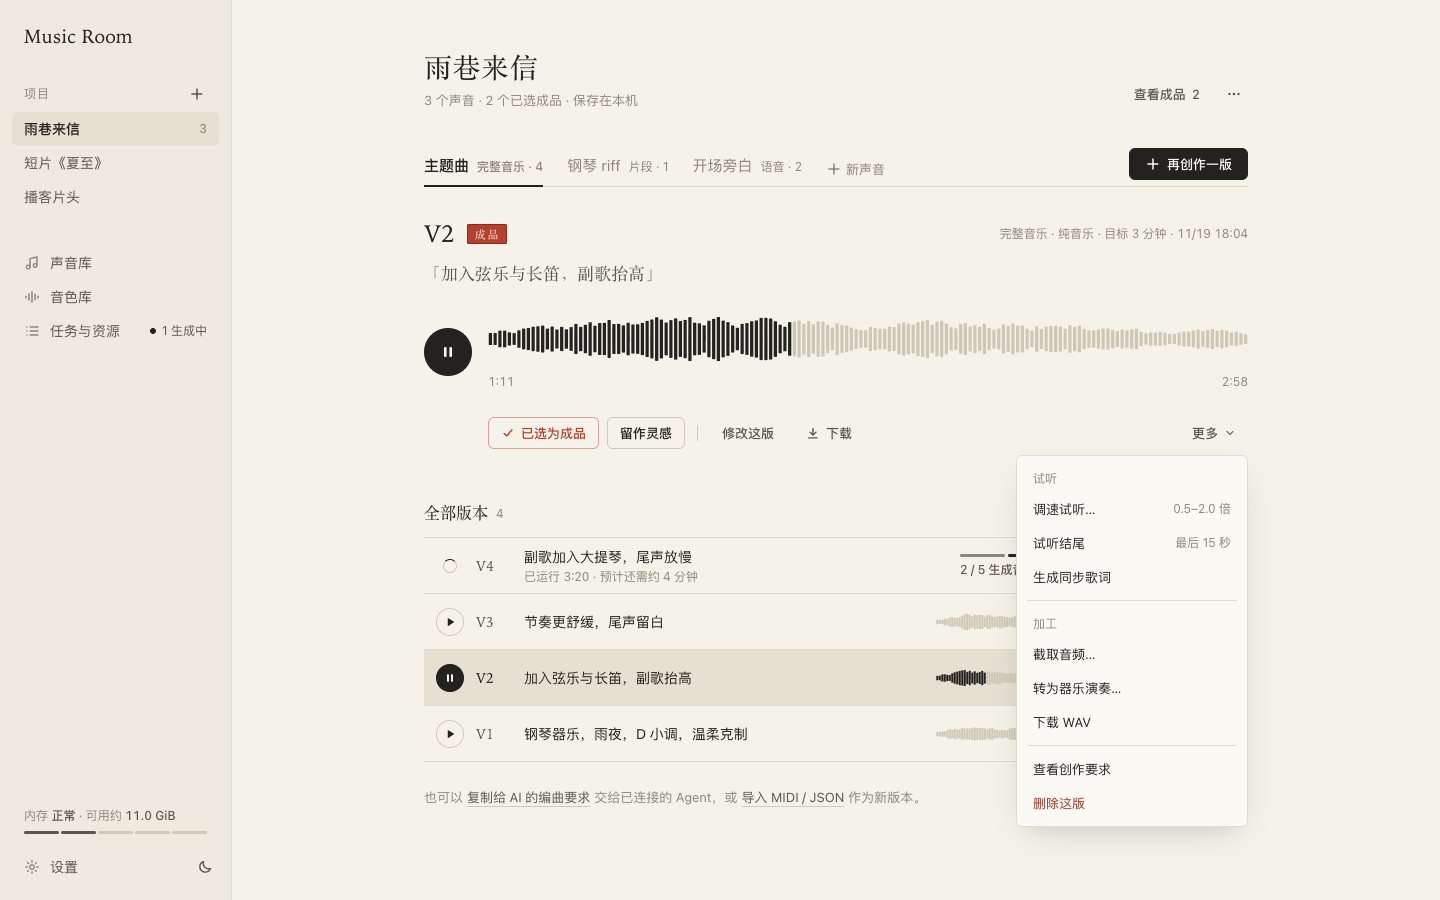 Music Room
项目
雨巷来信 3
短片《夏至》
播客片头
声音库
音色库
任务与资源 1 生成中
内存 正常 · 可用约 11.0 GiB
设置
雨巷来信
3 个声音 · 2 个已选成品 · 保存在本机
查看成品 2
主题曲 完整音乐 · 4 钢琴 riff 片段 · 1 开场旁白 语音 · 2 新声音
再创作一版
V2 成品
完整音乐 · 纯音乐 · 目标 3 分钟 · 11/19 18:04
「加入弦乐与长笛，副歌抬高」
1:11 2:58
已选为成品 留作灵感 修改这版 下载 更多
试听
调速试听... 0.5–2.0 倍
试听结尾 最后 15 秒
生成同步歌词
加工
截取音频...
转为器乐演奏...
下载 WAV
查看创作要求
删除这版
全部版本 4
V4 副歌加入大提琴，尾声放慢
已运行 3:20 · 预计还需约 4 分钟
2 / 5 生成
V3 节奏更舒缓，尾声留白
V2 加入弦乐与长笛，副歌抬高
V1 钢琴器乐，雨夜，D 小调，温柔克制
也可以 复制给 AI 的编曲要求 交给已连接的 Agent，或 导入 MIDI / JSON 作为新版本。